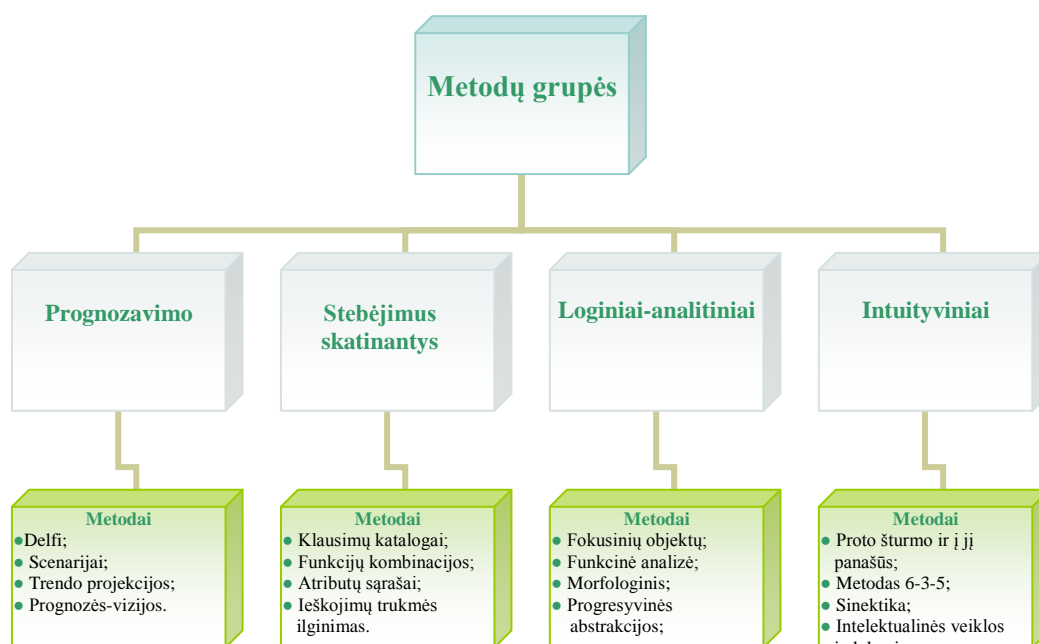 Metodų grupės
Prognozavimo
Stebėjimus
skatinantys
Loginiai-analitiniai
Intuityviniai
Metodai
●Delfi;
● Scenarijai;
● Trendo projekcijos;
● Prognozės-vizijos.
Metodai
● Klausimų katalogai;
● Funkcijų kombinacijos;
● Atributų sąrašai;
● Ieškojimų trukmės
ilginimas.
Metodai
● Fokusinių objektų;
● Funkcinė analizė;
● Morfologinis;
● Progresyvinės
abstrakcijos;
Metodai
● Proto šturmo ir į jį
panašūs;
● Metodas 6-3-5;
● Sinektika;
● Intelektualinės veiklos